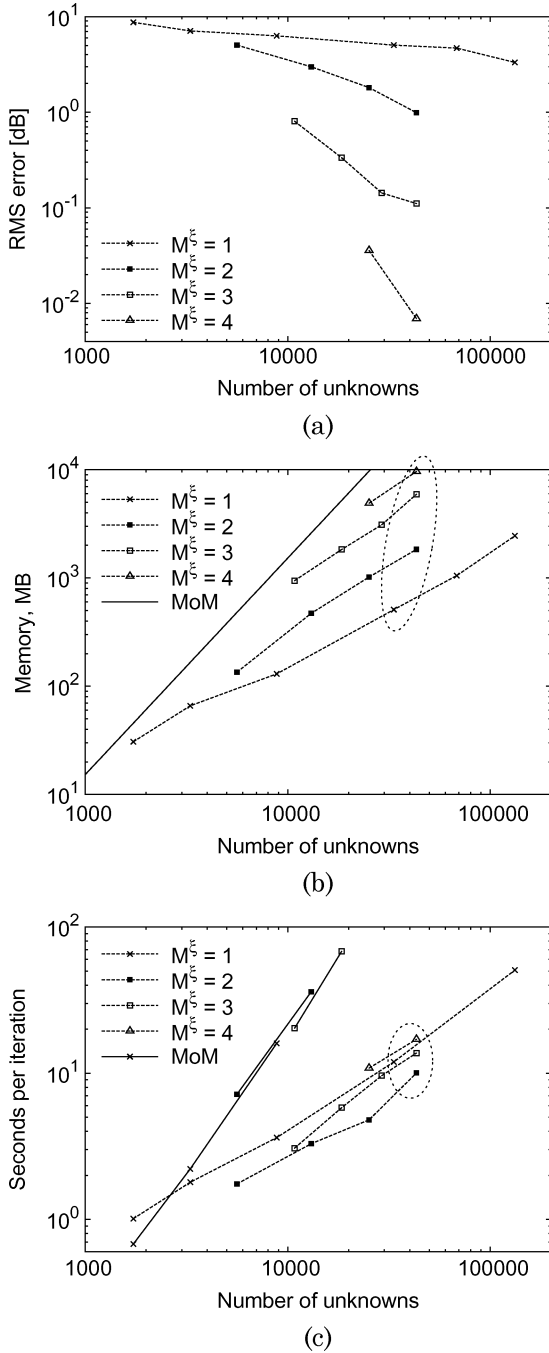 10^1
10^0
10^-1
10^-2
RMS error [dB]
M^ξ = 1
M^ξ = 2
M^ξ = 3
M^ξ = 4
1000 10000 100000
Number of unknowns
(a)
10^4
10^3
10^2
10^1
Memory, MB
M^ξ = 1
M^ξ = 2
M^ξ = 3
M^ξ = 4
MoM
1000 10000 100000
Number of unknowns
(b)
10^2
10^1
10^0
Seconds per iteration
M^ξ = 1
M^ξ = 2
M^ξ = 3
M^ξ = 4
MoM
1000 10000 100000
Number of unknowns
(c)